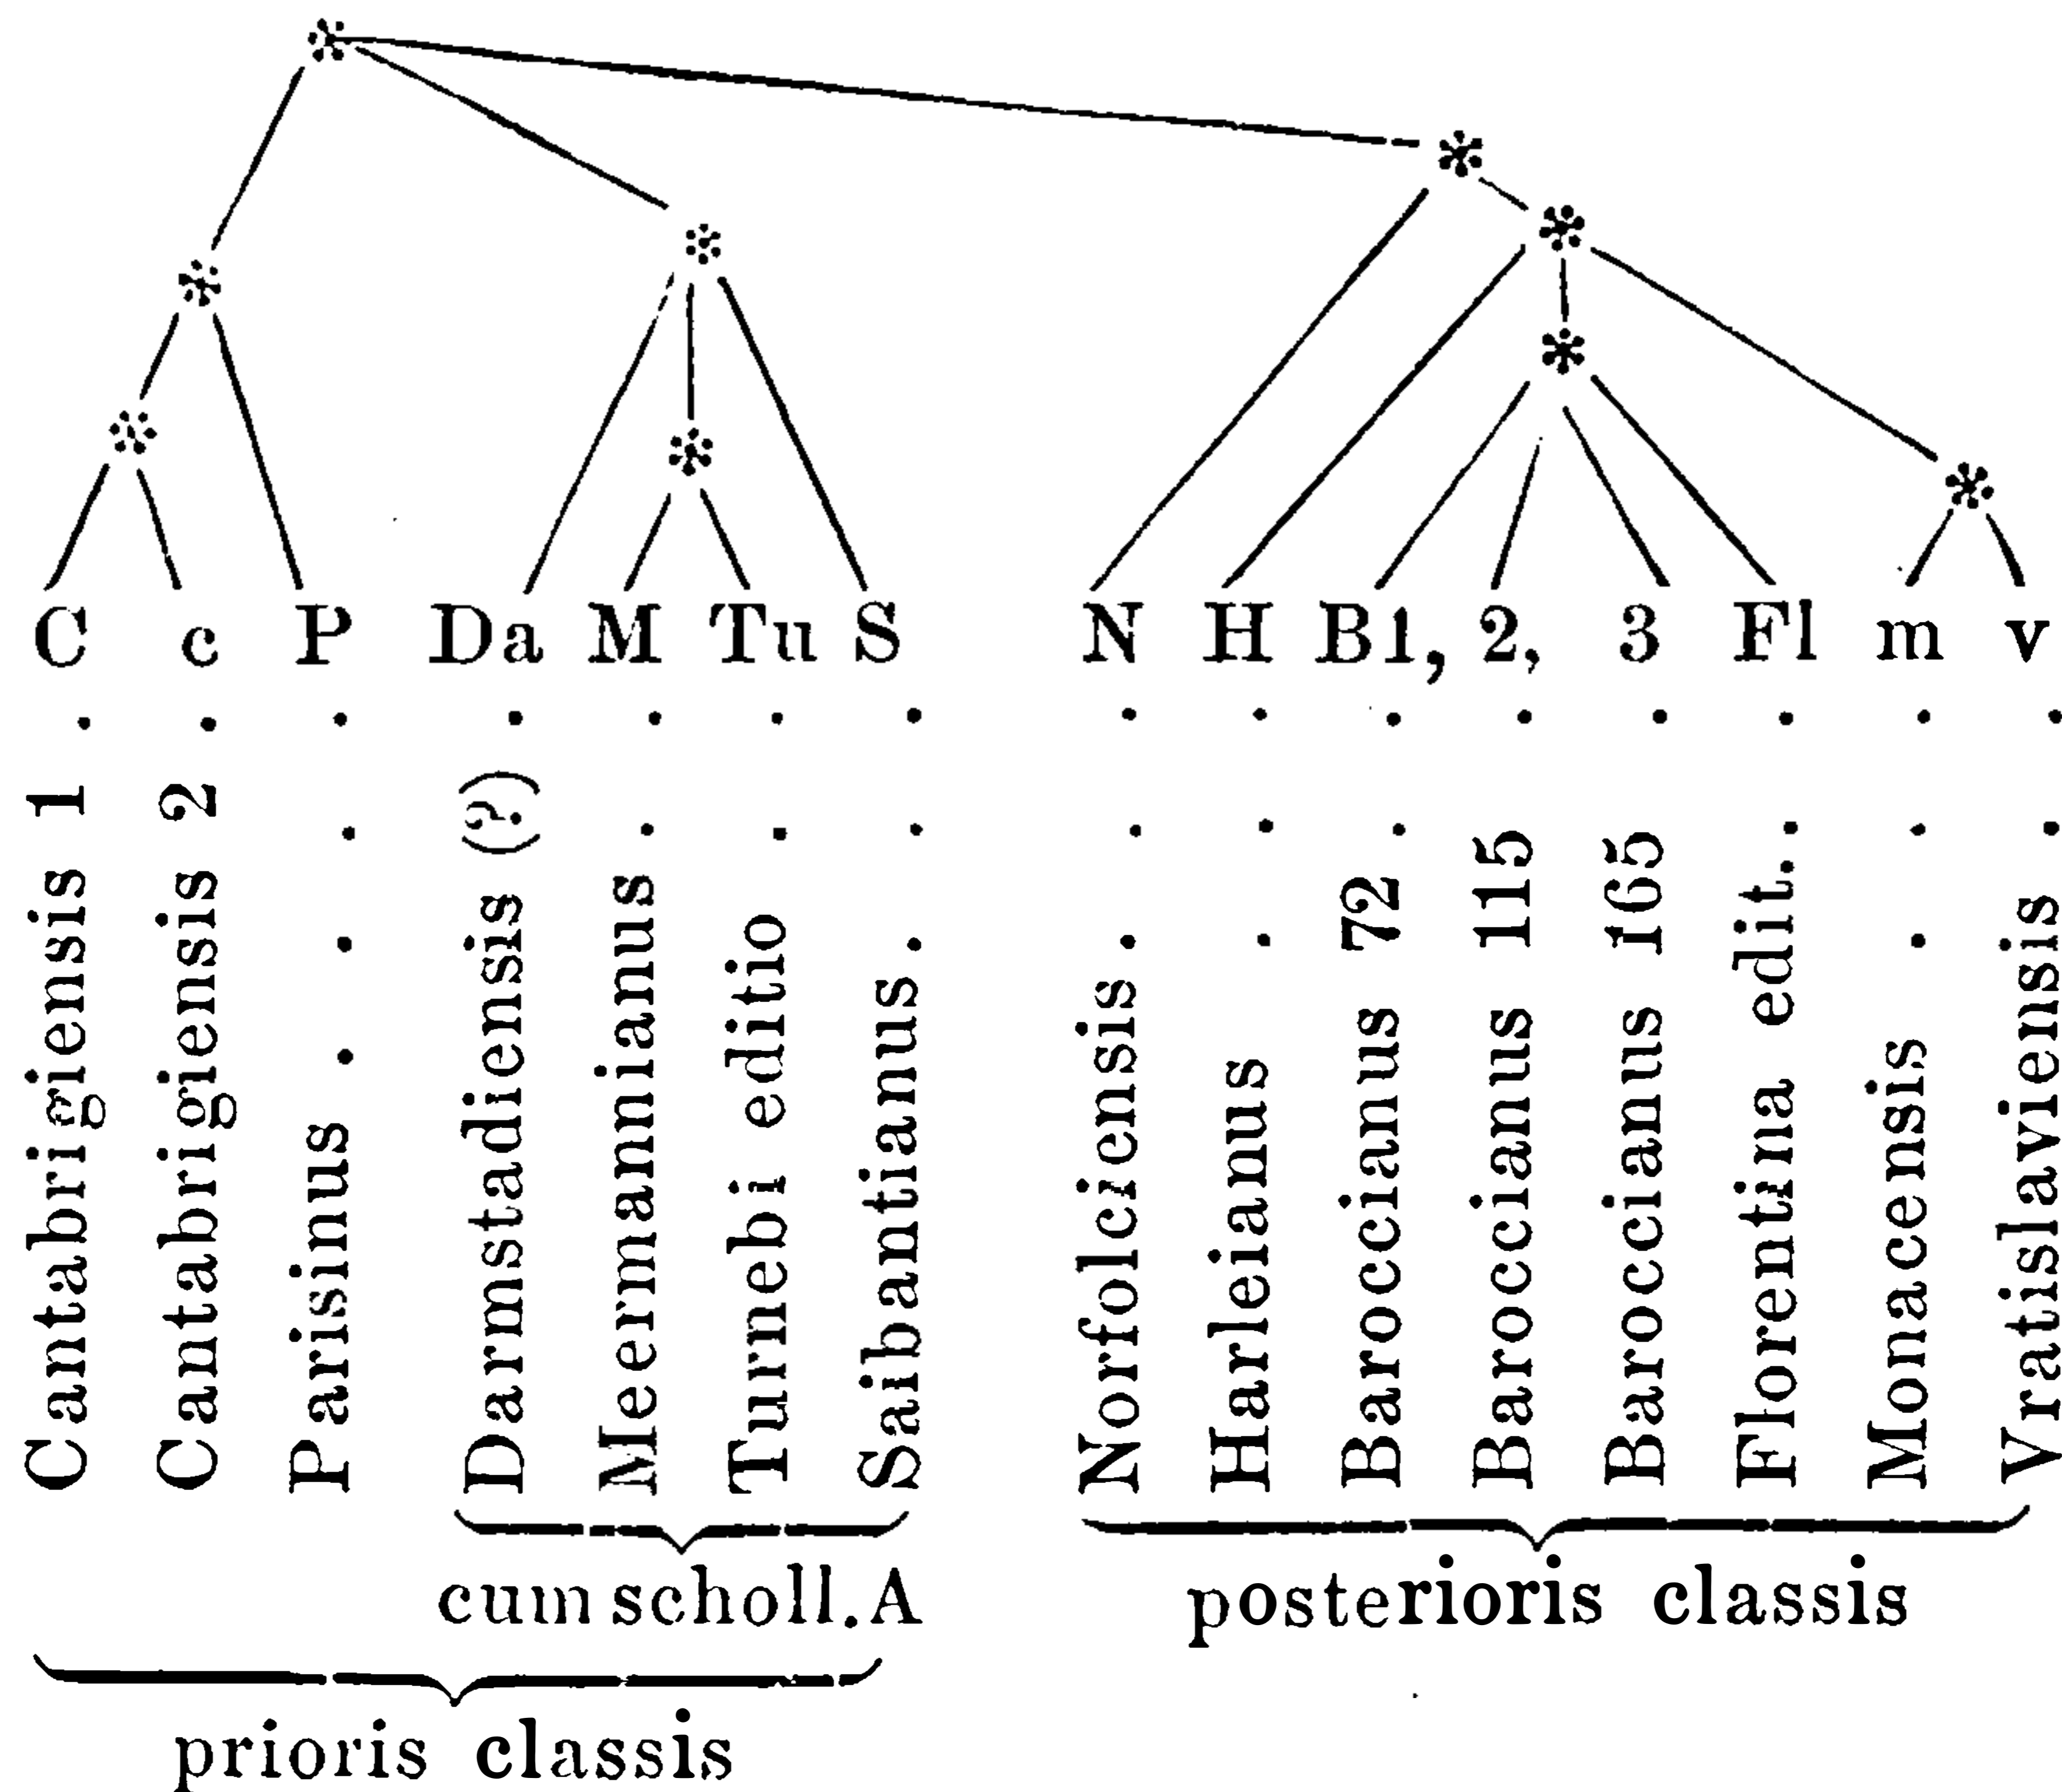 C c P Da M Tu S N H B1, 2, 3 Fl m v
Cantabrigiensis 1 .
Cantabrigiensis 2 .
Parisinus . . . .
Darmstadiensis (?) .
Meermannianus . .
Turnebi editio . .
Saibantianus . . .
Norfolciensis . . .
Harleianus . . .
Baroccianus 72 . .
Baroccianus 115 .
Baroccianus 165 .
Florentina edit. . .
Monacensis . . .
Vratislaviensis . .
cum scholl. A
posterioris classis
prioris classis